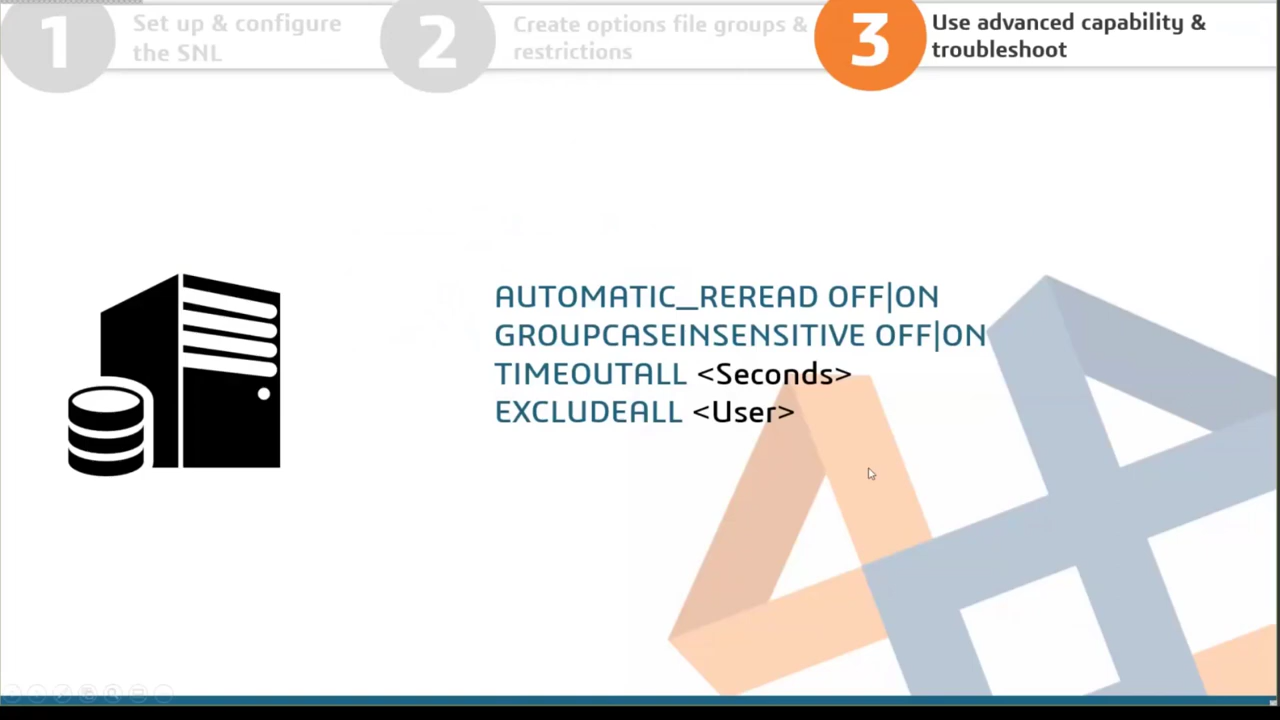 1
Set up & configure
the SNL
2
Create options file groups &
restrictions
3
Use advanced capability &
troubleshoot
AUTOMATIC_REREAD OFF|ON
GROUPCASEINSENSITIVE OFF|ON
TIMEOUTALL <Seconds>
EXCLUDEALL <User>